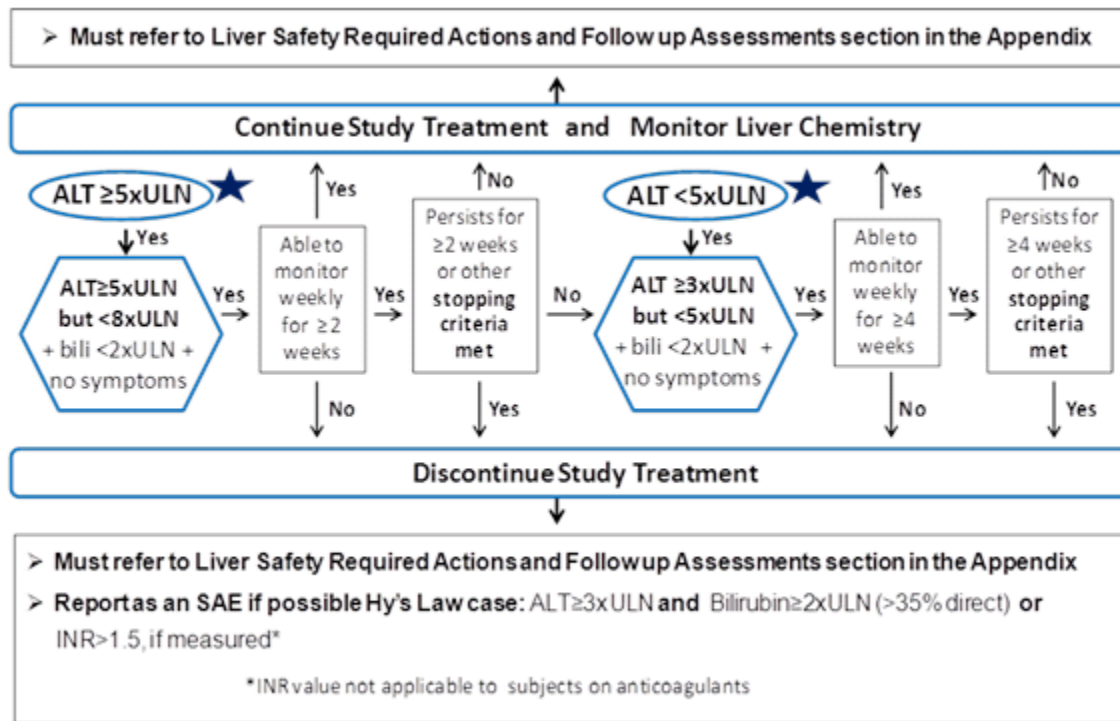 ➢ Must refer to Liver Safety Required Actions and Follow up Assessments section in the Appendix
Continue Study Treatment and Monitor Liver Chemistry
ALT ≥5xULN
Yes
ALT≥5xULN
but <8xULN
+ bili <2xULN +
no symptoms
Yes
Yes
Able to
monitor
weekly
for ≥2
weeks
No
Yes
No
Persists for
≥2 weeks
or other
stopping
criteria
met
Yes
No
ALT <5xULN
Yes
ALT ≥3xULN
but <5xULN
+ bili <2xULN +
no symptoms
Yes
Yes
Able to
monitor
weekly
for ≥4
weeks
No
Yes
No
Persists for
≥4 weeks
or other
stopping
criteria
met
Yes
Discontinue Study Treatment
➢ Must refer to Liver Safety Required Actions and Follow up Assessments section in the Appendix
➢ Report as an SAE if possible Hy's Law case: ALT≥3xULN and Bilirubin≥2xULN (>35% direct) or
INR>1.5, if measured*
*INR value not applicable to subjects on anticoagulants